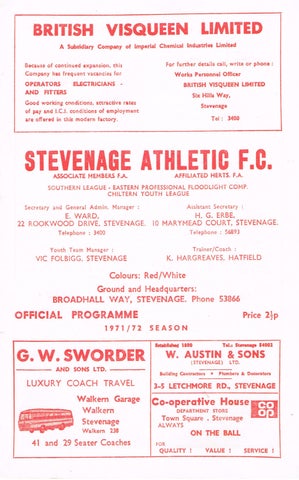 BRITISH VISQUEEN LIMITED
A Subsidiary Company of Imperial Chemical Industries Limited
Because of continued expansion, this
Company has frequent vacancies for
OPERATORS ELECTRICIANS -
AND FITTERS
Good working conditions, attractive rates
of pay and I.C.I. conditions of employment
are offered in this modern factory.
For further details call, write or phone:
Works Personnel Officer
BRITISH VISQUEEN LIMITED
Six Hills Way,
Stevenage
Tel: 3400
STEVENAGE ATHLETIC F.C.
ASSOCIATE MEMBERS F.A. AFFILIATED HERTS. F.A.
SOUTHERN LEAGUE - EASTERN PROFESSIONAL FLOODLIGHT COMP.
CHILTERN YOUTH LEAGUE
Secretary and General Admin. Manager:
E. WARD,
22 ROOKWOOD DRIVE, STEVENAGE.
Telephone: 3400
Assistant Secretary:
H. G. ERBE,
10 MARYMEAD COURT, STEVENAGE.
Telephone: 56893
Youth Team Manager:
VIC FOLBIGG, STEVENAGE
Trainer/Coach:
K. HARGREAVES, HATFIELD
Colours: Red/White
Ground and Headquarters:
BROADHALL WAY, STEVENAGE. Phone 53866
OFFICIAL PROGRAMME Price 2½p
1971/72 SEASON
G. W. SWORDER
AND SONS LTD.
LUXURY COACH TRAVEL
Walkern Garage
Walkern
Stevenage
Walkern 238
41 and 29 Seater Coaches
Established 1800 Tel.: Stevenage 54002
W. AUSTIN & SONS
(STEVENAGE) LTD.
Building Contractors • Plumbers & Decorators
3-5 LETCHMORE RD., STEVENAGE
Co-operative House
DEPARTMENT STORE
Town Square . Stevenage
ALWAYS
ON THE BALL
FOR
QUALITY ! VALUE ! SERVICE !
CO
OP